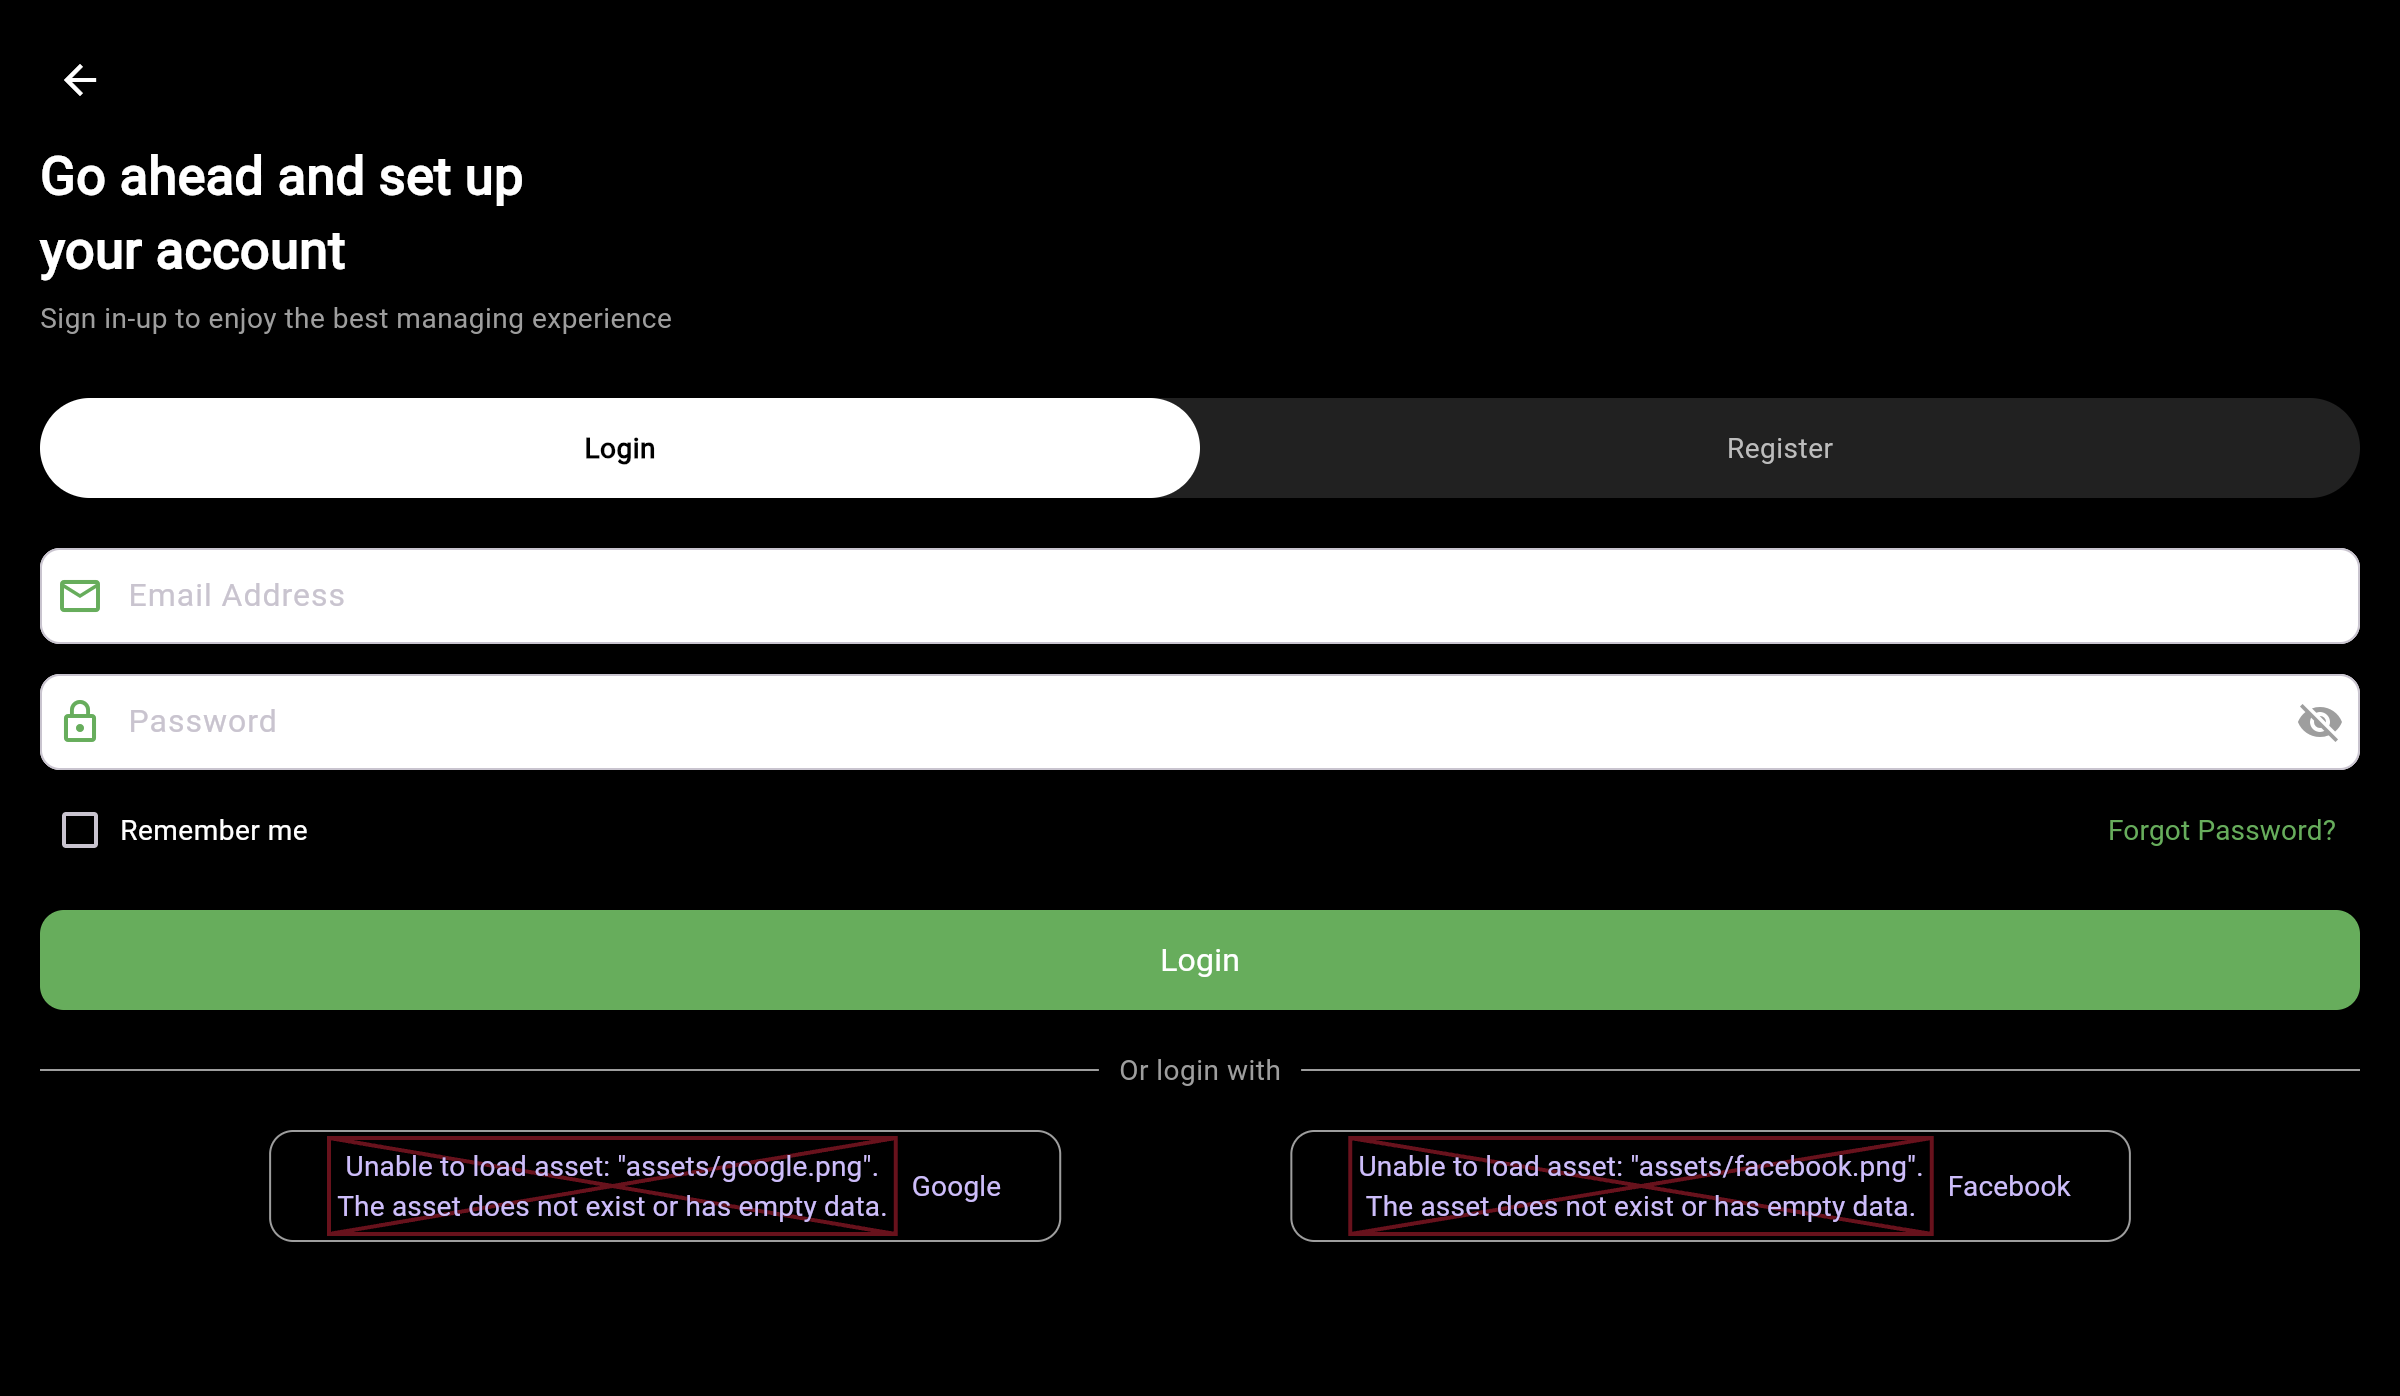 Go ahead and set up
your account
Sign in-up to enjoy the best managing experience
Login
Register
Email Address
Password
Remember me
Forgot Password?
Login
Or login with
Unable to load asset: "assets/google.png".
The asset does not exist or has empty data.
Google
Unable to load asset: "assets/facebook.png".
The asset does not exist or has empty data.
Facebook